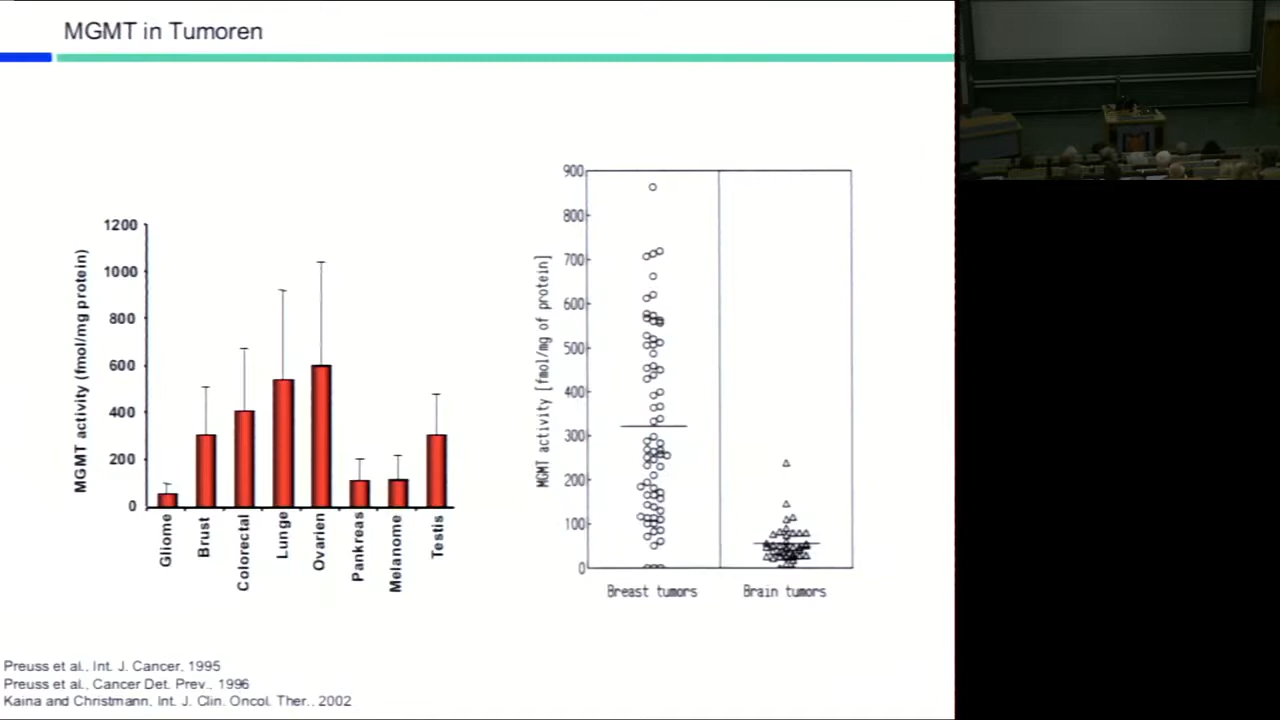 MGMT in Tumoren
MGMT activity (fmol/mg protein)
1200
1000
800
600
400
200
0
Gliome
Brust
Colorectal
Lunge
Ovarien
Pankreas
Melanome
Testis
MGMT activity [fmol/mg of protein]
900
800
700
600
500
400
300
200
100
0
Breast tumors
Brain tumors
Preuss et al., Int. J. Cancer, 1995
Preuss et al., Cancer Det. Prev., 1996
Kaina and Christmann, Int. J. Clin. Oncol. Ther., 2002